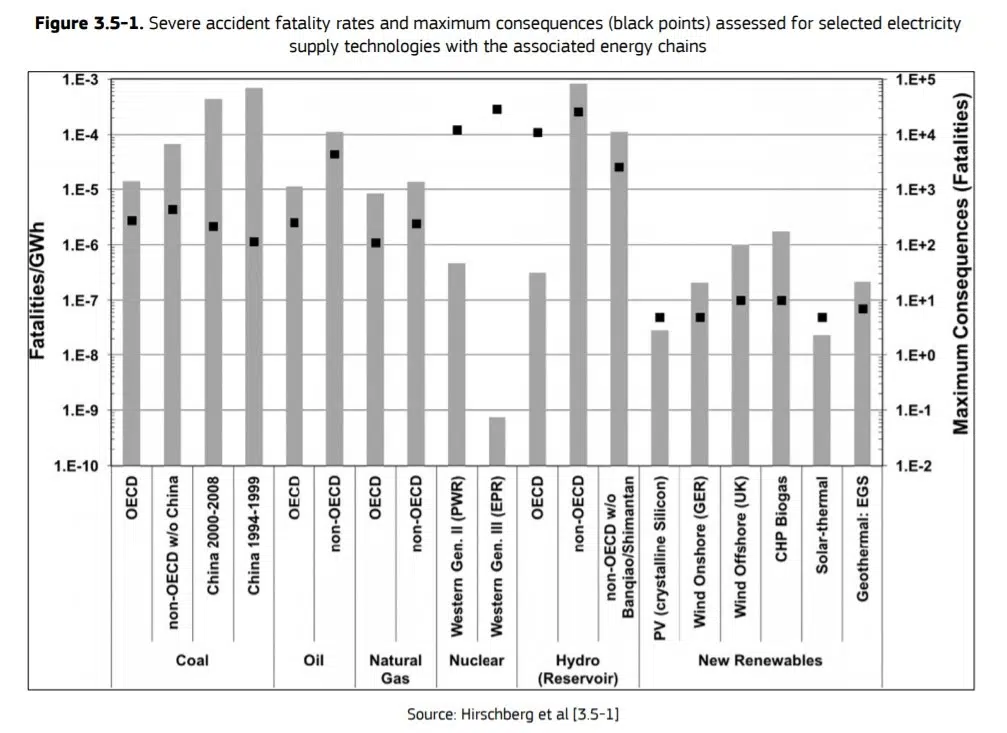 Figure 3.5-1. Severe accident fatality rates and maximum consequences (black points) assessed for selected electricity
supply technologies with the associated energy chains
Fatalities/GWh
1.E-3
1.E-4
1.E-5
1.E-6
1.E-7
1.E-8
1.E-9
1.E-10
1.E+5
1.E+4
1.E+3
1.E+2
1.E+1
1.E+0
1.E-1
1.E-2
Maximum Consequences (Fatalities)
OECD
non-OECD w/o China
China 2000-2008
China 1994-1999
OECD
non-OECD
OECD
non-OECD
Western Gen. II (PWR)
Western Gen. III (EPR)
OECD
non-OECD
non-OECD w/o
Banqiao/Shimantan
PV (crystalline Silicon)
Wind Onshore (GER)
Wind Offshore (UK)
CHP Biogas
Solar-thermal
Geothermal: EGS
Coal
Oil
Natural
Gas
Nuclear
Hydro
(Reservoir)
New Renewables
Source: Hirschberg et al [3.5-1]